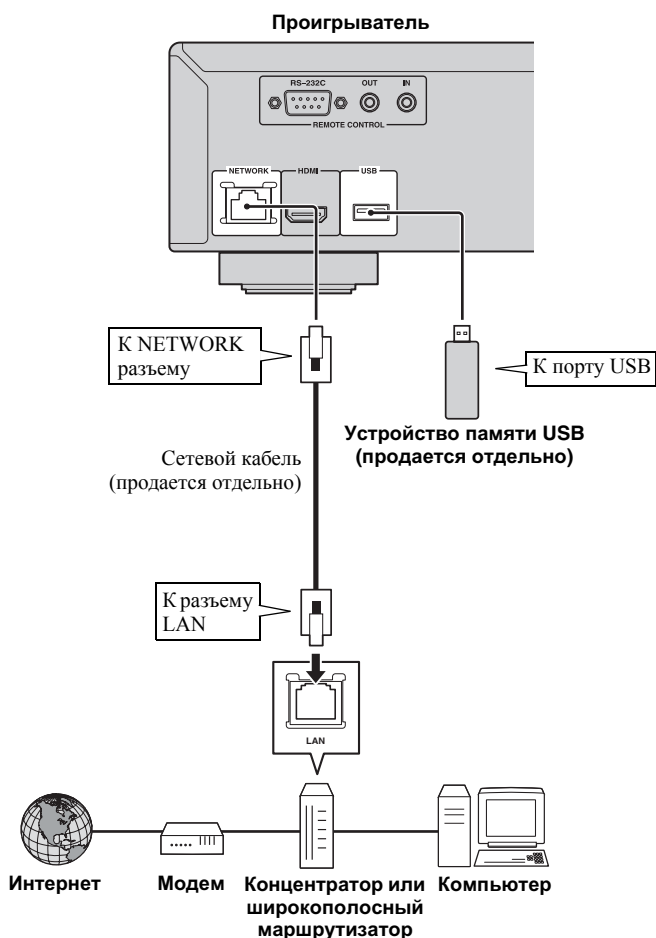 Проигрыватель
RS-232C
OUT
IN
REMOTE CONTROL
NETWORK
HDMI
USB
К NETWORK
разъему
К порту USB
Устройство памяти USB
(продается отдельно)
Сетевой кабель
(продается отдельно)
К разъему
LAN
LAN
Интернет
Модем
Концентратор или
широкополосный
маршрутизатор
Компьютер